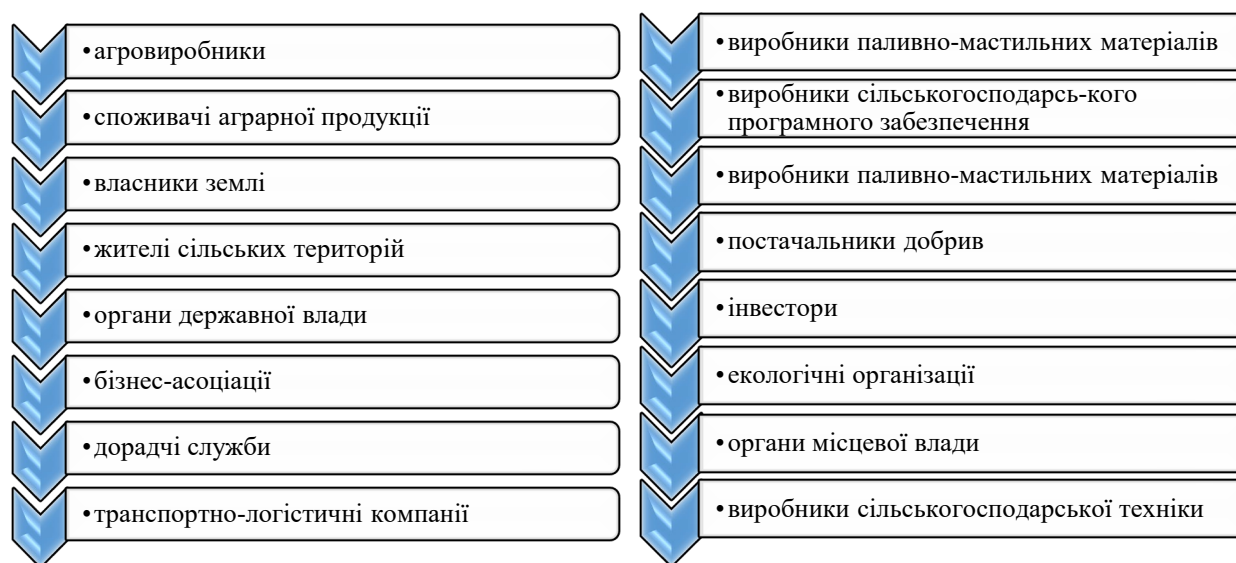 •агровиробники
•споживачі аграрної продукції
•власники землі
•жителі сільських територій
•органи державної влади
•бізнес-асоціації
•дорадчі служби
•транспортно-логістичні компанії
•виробники паливно-мастильних матеріалів
•виробники сільськогосподарсь-кого
програмного забезпечення
•виробники паливно-мастильних матеріалів
•постачальники добрив
•інвестори
•екологічні організації
•органи місцевої влади
•виробники сільськогосподарської техніки